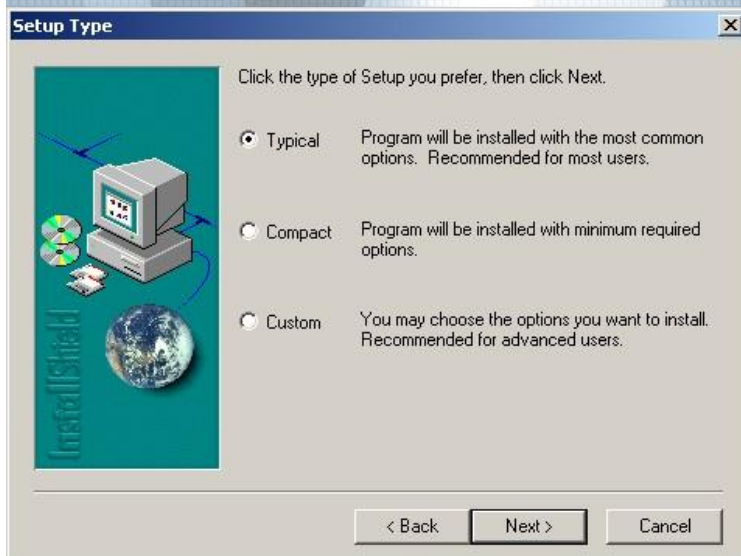 Setup Type
Click the type of Setup you prefer, then click Next.
Typical Program will be installed with the most common
options. Recommended for most users.
Compact Program will be installed with minimum required
options.
Custom You may choose the options you want to install.
Recommended for advanced users.
InstallShield
< Back Next > Cancel